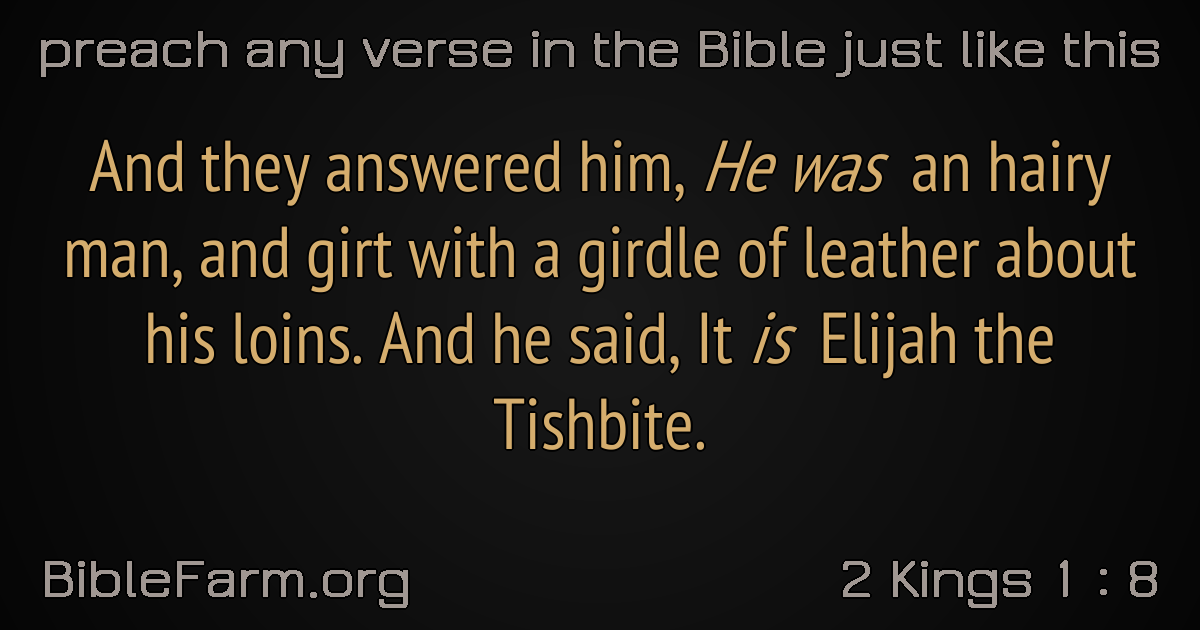 preach any verse in the Bible just like this
And they answered him, He was an hairy
man, and girt with a girdle of leather about
his loins. And he said, It is Elijah the
Tishbite.
BibleFarm.org
2 Kings 1 : 8